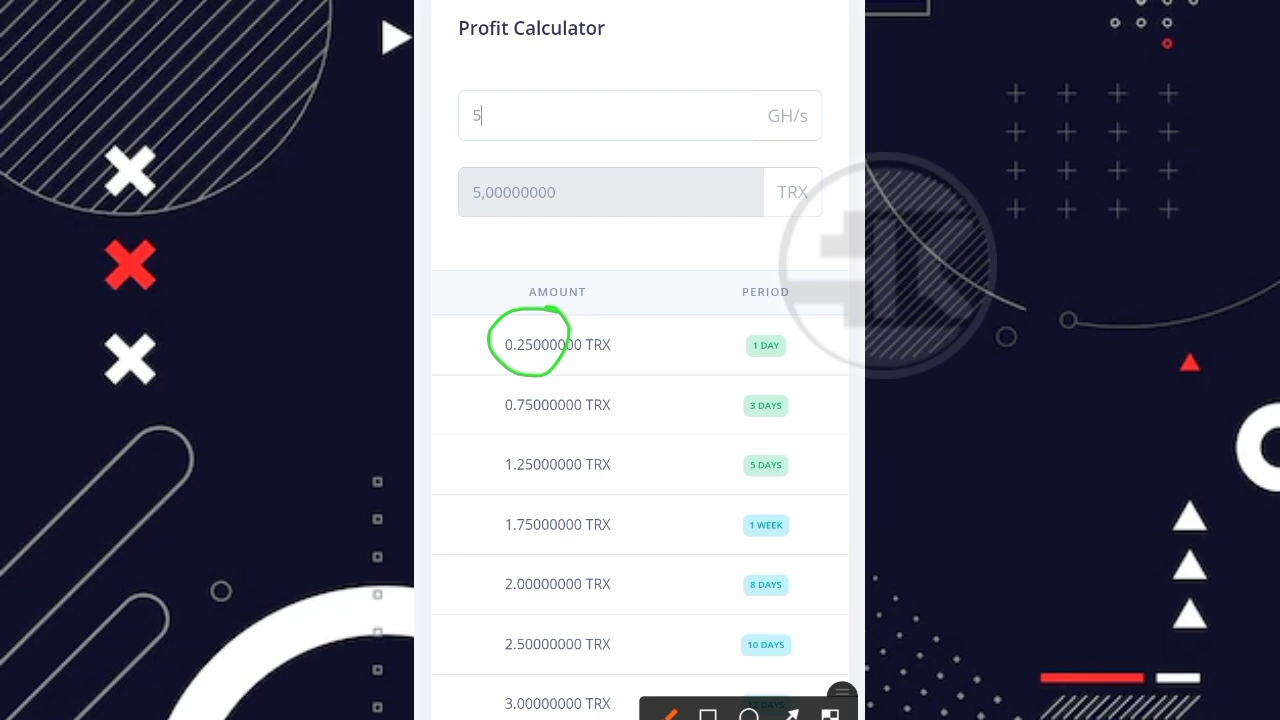 Profit Calculator
5 GH/s
5,00000000 TRX
AMOUNT PERIOD
0.25000000 TRX 1 DAY
0.75000000 TRX 3 DAYS
1.25000000 TRX 5 DAYS
1.75000000 TRX 1 WEEK
2.00000000 TRX 8 DAYS
2.50000000 TRX 10 DAYS
3.00000000 TRX 12 DAYS